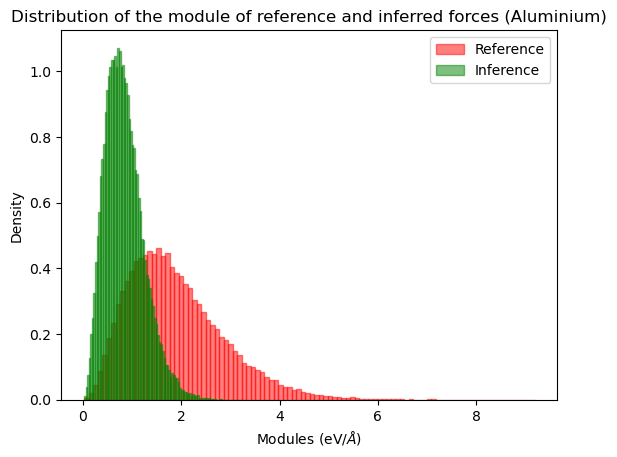 Distribution of the module of reference and inferred forces (Aluminium)
Reference
Inference
1.0
0.8
0.6
0.4
0.2
0.0
Density
0
2
4
6
8
Modules (eV/Å)